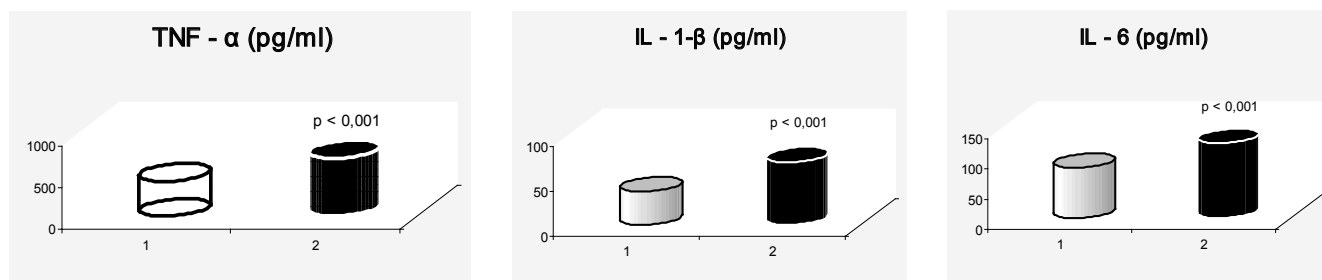 TNF - α (pg/ml)
p < 0,001
1000
500
0
1
2
IL - 1-β (pg/ml)
p < 0,001
100
50
0
1
2
IL - 6 (pg/ml)
p < 0,001
150
100
50
0
1
2